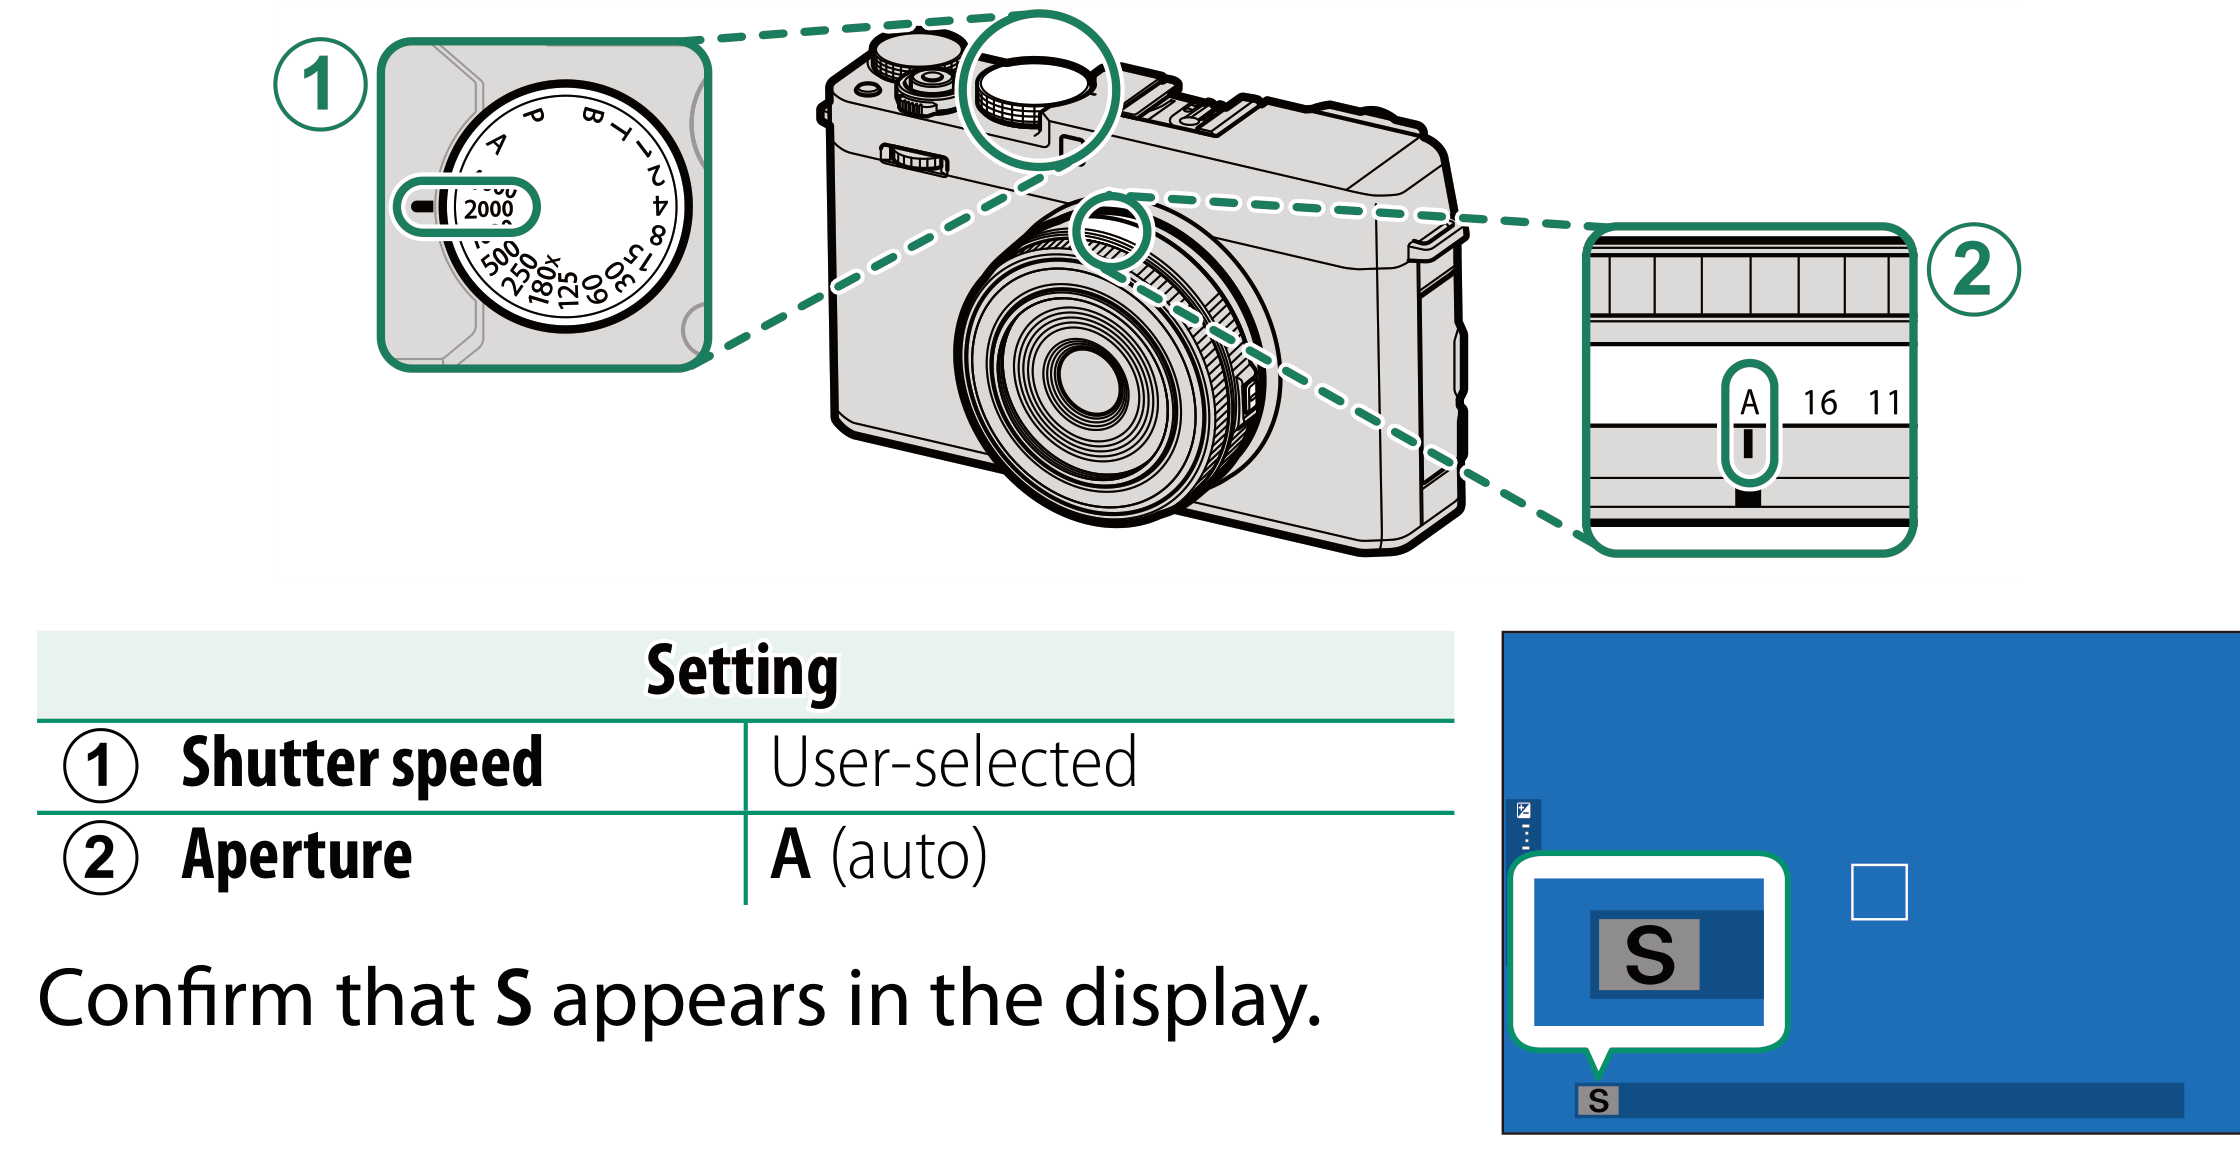 1
A P B T 1 2 4 8 15 30 60 125 180x 250 500
2000
2
A 16 11
Setting
1 Shutter speed User-selected
2 Aperture A (auto)
Confirm that S appears in the display.
S
S